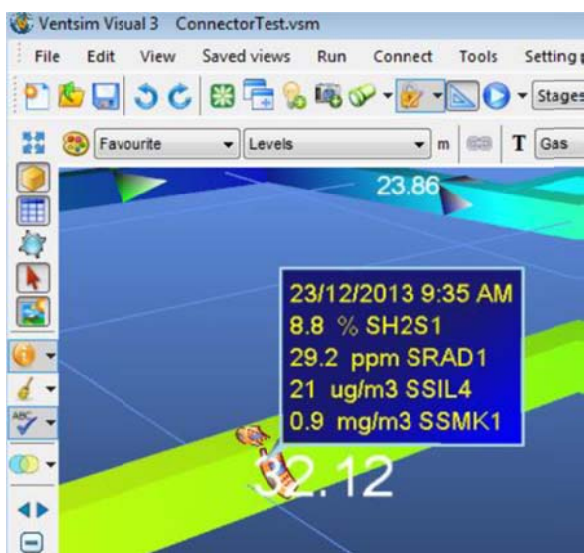 Ventsim Visual 3 ConnectorTest.vsm
File Edit View Saved views Run Connect Tools Setting
Stages
Favourite Levels m T Gas
23.86
23/12/2013 9:35 AM
8.8 % SH2S1
29.2 ppm SRAD1
21 ug/m3 SSIL4
0.9 mg/m3 SSMK1
32.12
ABC